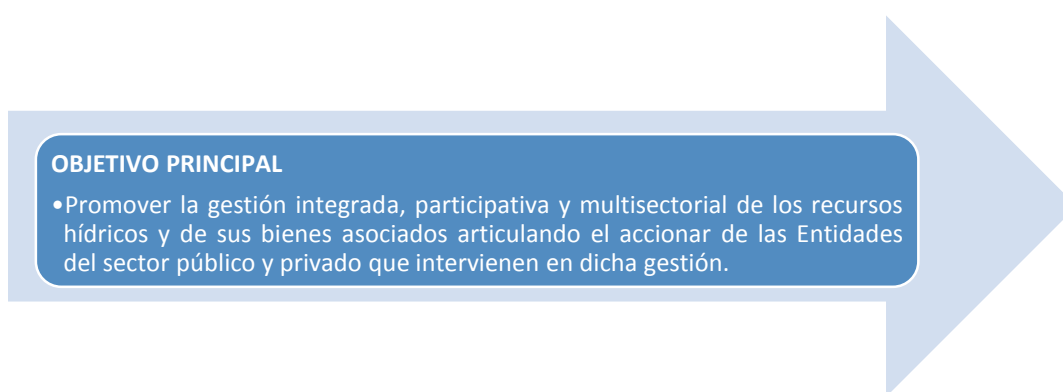 OBJETIVO PRINCIPAL
•Promover la gestión integrada, participativa y multisectorial de los recursos
hídricos y de sus bienes asociados articulando el accionar de las Entidades
del sector público y privado que intervienen en dicha gestión.